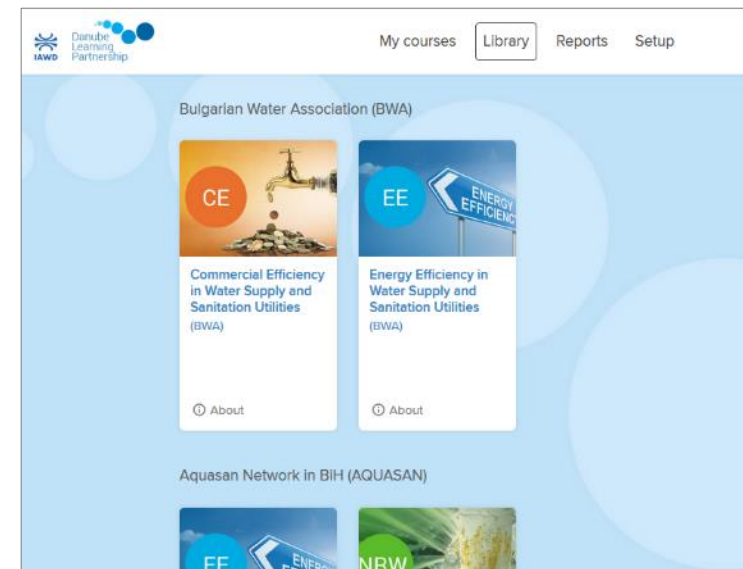 IAWD
Danube
Learning
Partnership
My courses
Library
Reports
Setup
Bulgarian Water Association (BWA)
CE
Commercial Efficiency
in Water Supply and
Sanitation Utilities
(BWA)
About
EE
ENERGY
EFFICIENC
Energy Efficiency in
Water Supply and
Sanitation Utilities
(BWA)
About
Aquasan Network in BiH (AQUASAN)
EE
NRW